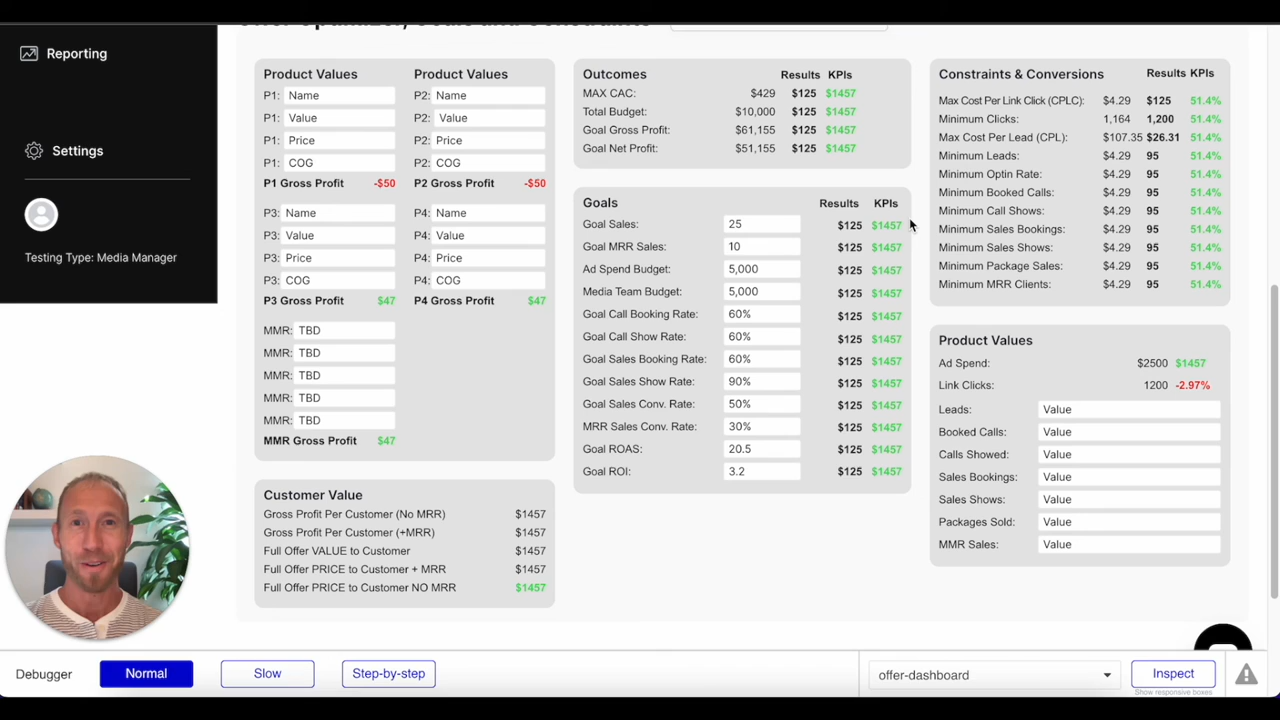 Reporting
Settings
Testing Type: Media Manager
Product Values
P1: Name
P1: Value
P1: Price
P1: COG
P1 Gross Profit -$50
Product Values
P2: Name
P2: Value
P2: Price
P2: COG
P2 Gross Profit -$50
P3: Name
P3: Value
P3: Price
P3: COG
P3 Gross Profit $47
P4: Name
P4: Value
P4: Price
P4: COG
P4 Gross Profit $47
MMR: TBD
MMR: TBD
MMR: TBD
MMR: TBD
MMR: TBD
MMR Gross Profit $47
Customer Value
Gross Profit Per Customer (No MRR) $1457
Gross Profit Per Customer (+MRR) $1457
Full Offer VALUE to Customer $1457
Full Offer PRICE to Customer + MRR $1457
Full Offer PRICE to Customer NO MRR $1457
Outcomes Results KPIs
MAX CAC: $429 $125 $1457
Total Budget: $10,000 $125 $1457
Goal Gross Profit: $61,155 $125 $1457
Goal Net Profit: $51,155 $125 $1457
Goals Results KPIs
Goal Sales: 25 $125 $1457
Goal MRR Sales: 10 $125 $1457
Ad Spend Budget: 5,000 $125 $1457
Media Team Budget: 5,000 $125 $1457
Goal Call Booking Rate: 60% $125 $1457
Goal Call Show Rate: 60% $125 $1457
Goal Sales Booking Rate: 60% $125 $1457
Goal Sales Show Rate: 90% $125 $1457
Goal Sales Conv. Rate: 50% $125 $1457
MRR Sales Conv. Rate: 30% $125 $1457
Goal ROAS: 20.5 $125 $1457
Goal ROI: 3.2 $125 $1457
Constraints & Conversions Results KPIs
Max Cost Per Link Click (CPLC): $4.29 $125 51.4%
Minimum Clicks: 1,164 1,200 51.4%
Max Cost Per Lead (CPL): $107.35 $26.31 51.4%
Minimum Leads: $4.29 95 51.4%
Minimum Optin Rate: $4.29 95 51.4%
Minimum Booked Calls: $4.29 95 51.4%
Minimum Call Shows: $4.29 95 51.4%
Minimum Sales Bookings: $4.29 95 51.4%
Minimum Sales Shows: $4.29 95 51.4%
Minimum Package Sales: $4.29 95 51.4%
Minimum MRR Clients: $4.29 95 51.4%
Product Values
Ad Spend: $2500 $1457
Link Clicks: 1200 -2.97%
Leads: Value
Booked Calls: Value
Calls Showed: Value
Sales Bookings: Value
Sales Shows: Value
Packages Sold: Value
MMR Sales: Value
Debugger Normal Slow Step-by-step offer-dashboard Inspect
Show responsive boxes